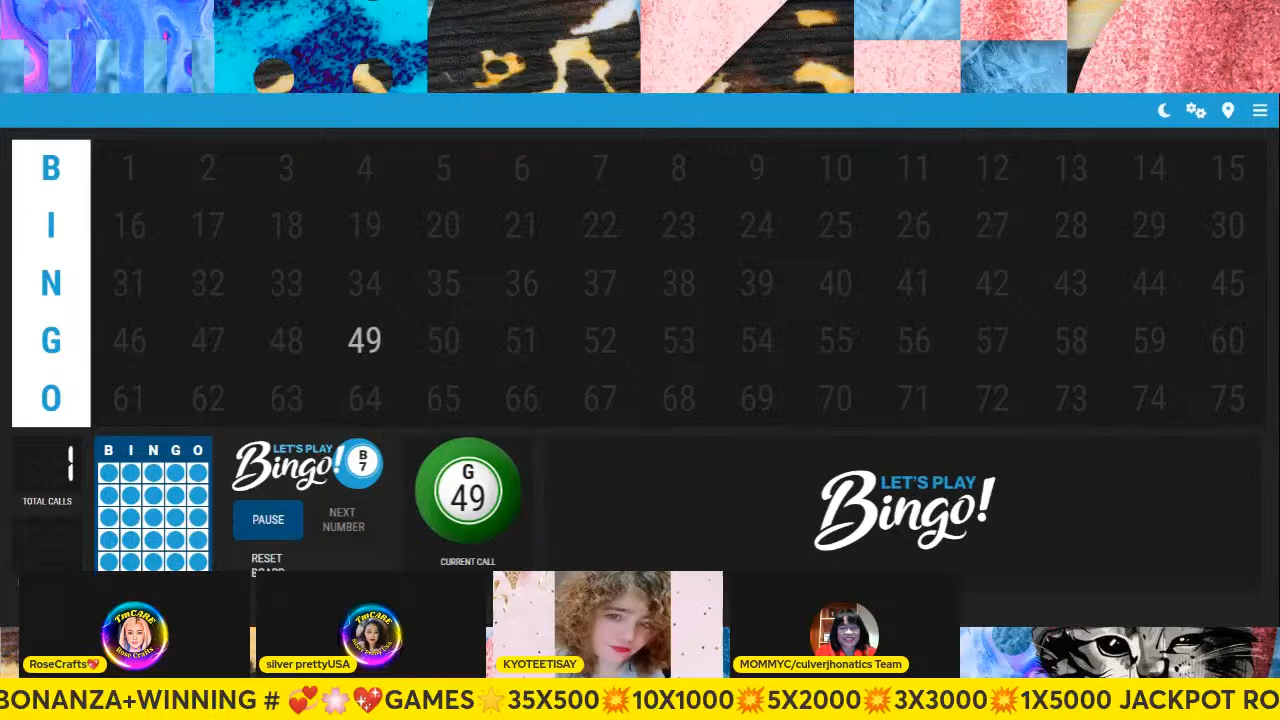 B 1 2 3 4 5 6 7 8 9 10 11 12 13 14 15
I 16 17 18 19 20 21 22 23 24 25 26 27 28 29 30
N 31 32 33 34 35 36 37 38 39 40 41 42 43 44 45
G 46 47 48 49 50 51 52 53 54 55 56 57 58 59 60
O 61 62 63 64 65 66 67 68 69 70 71 72 73 74 75
1
TOTAL CALLS
B I N G O
LET'S PLAY
Bingo!
B
7
PAUSE
NEXT
NUMBER
RESET
BOARD
G
49
CURRENT CALL
LET'S PLAY
Bingo!
TmCARE
Rose Crafts
RoseCrafts💖
TmCARE
silver prettyUSA
KYOTEETISAY
MOMMYC/culverjhonatics Team
BONANZA+WINNING # 💞🌸💖GAMES🌟35X500💥10X1000💥5X2000💥3X3000💥1X5000 JACKPOT RO